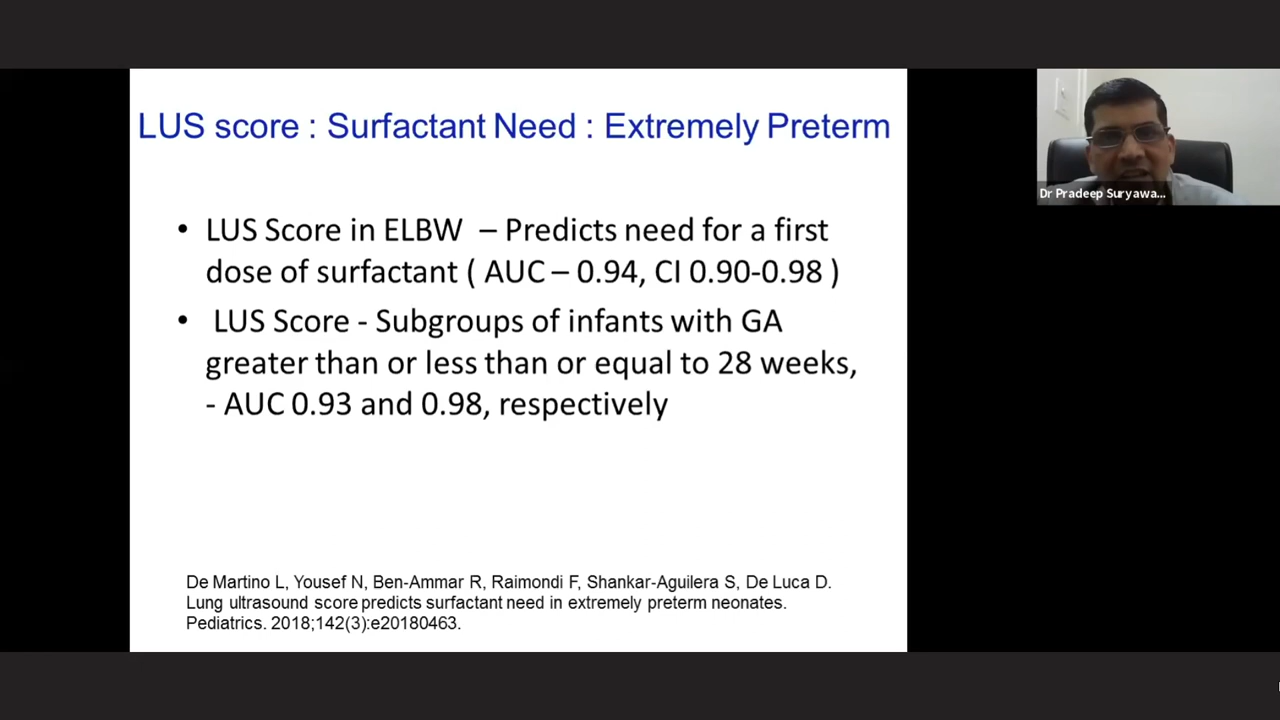 LUS score : Surfactant Need : Extremely Preterm
• LUS Score in ELBW – Predicts need for a first
dose of surfactant ( AUC – 0.94, CI 0.90-0.98 )
• LUS Score - Subgroups of infants with GA
greater than or less than or equal to 28 weeks,
- AUC 0.93 and 0.98, respectively
De Martino L, Yousef N, Ben-Ammar R, Raimondi F, Shankar-Aguilera S, De Luca D.
Lung ultrasound score predicts surfactant need in extremely preterm neonates.
Pediatrics. 2018;142(3):e20180463.
Dr Pradeep Suryawa...